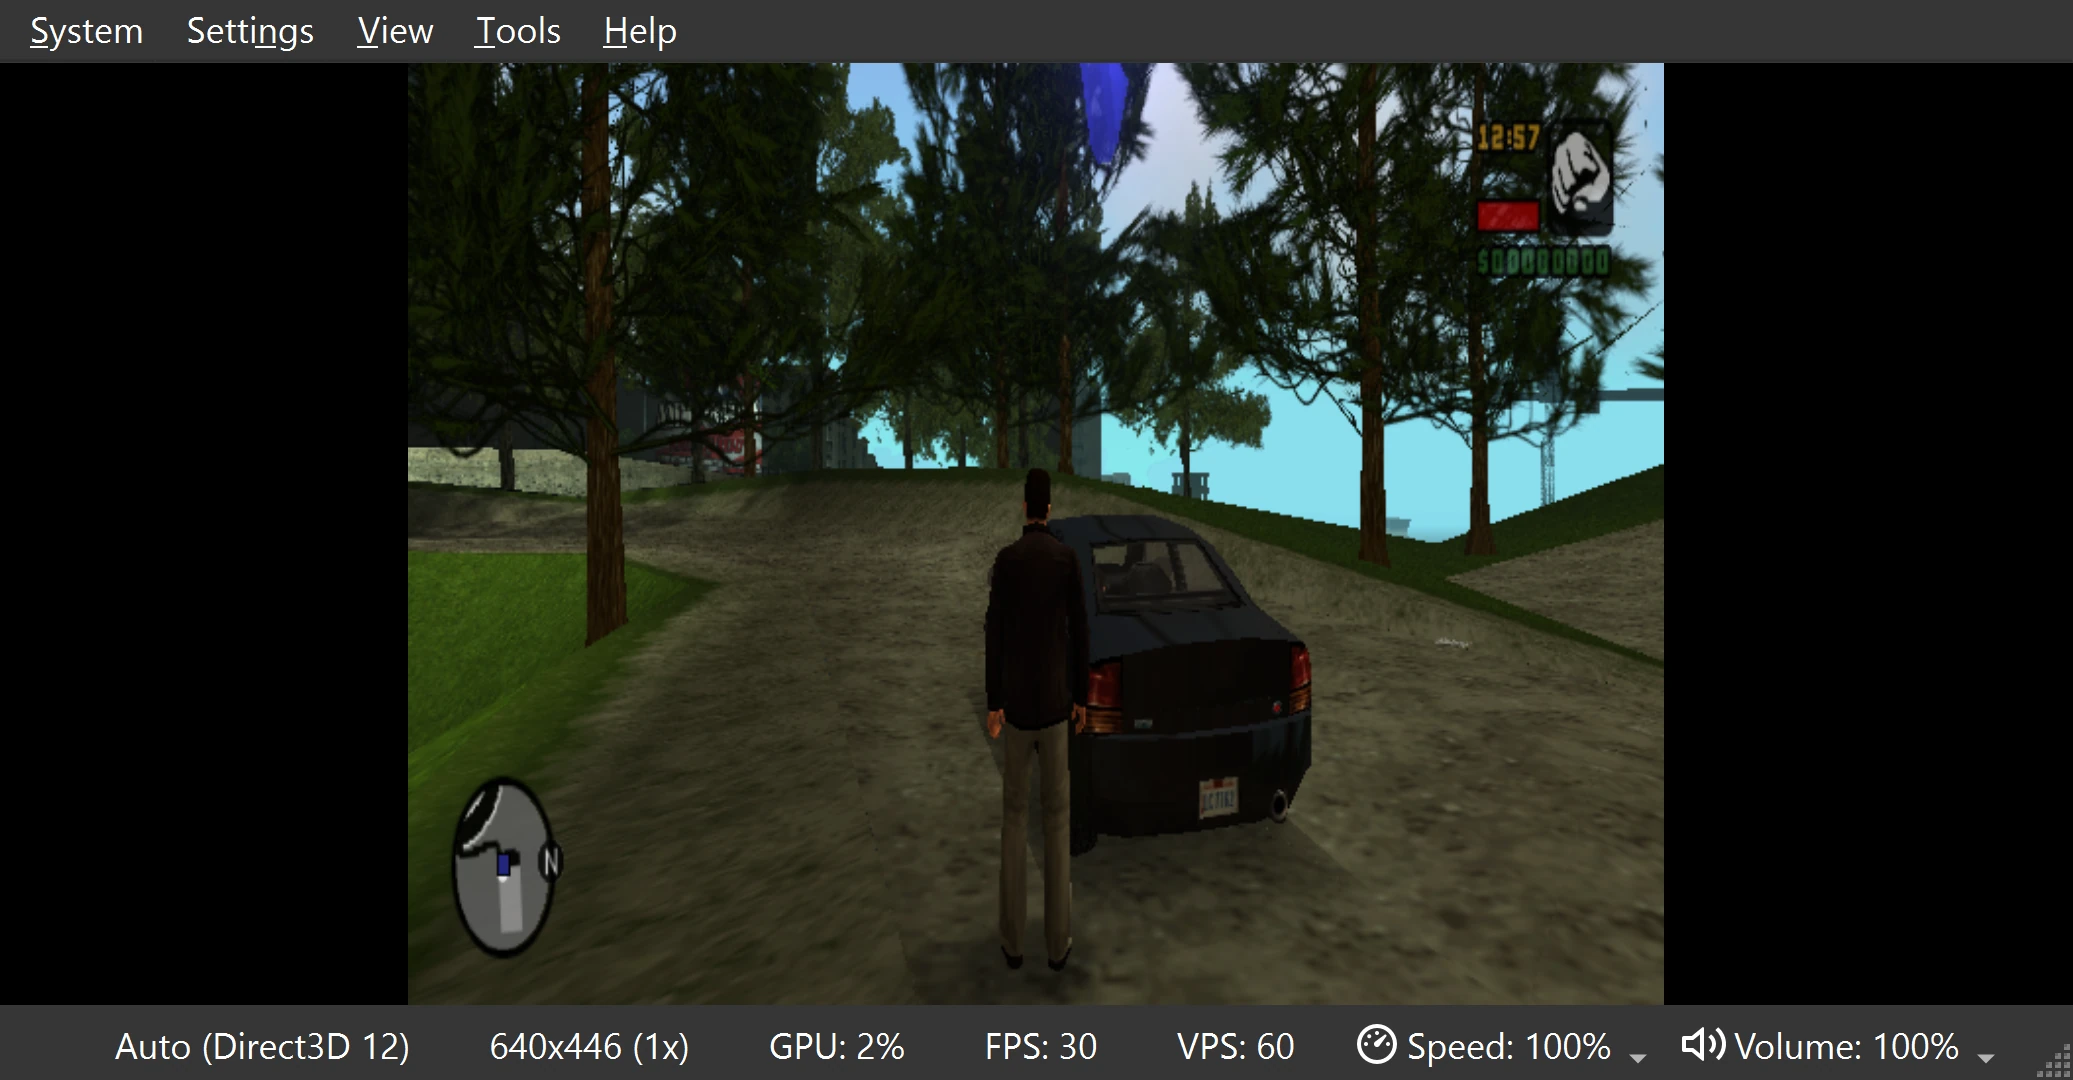 System Settings View Tools Help
12:57
$00000000
N
Auto (Direct3D 12) 640x446 (1x) GPU: 2% FPS: 30 VPS: 60 Speed: 100% Volume: 100%